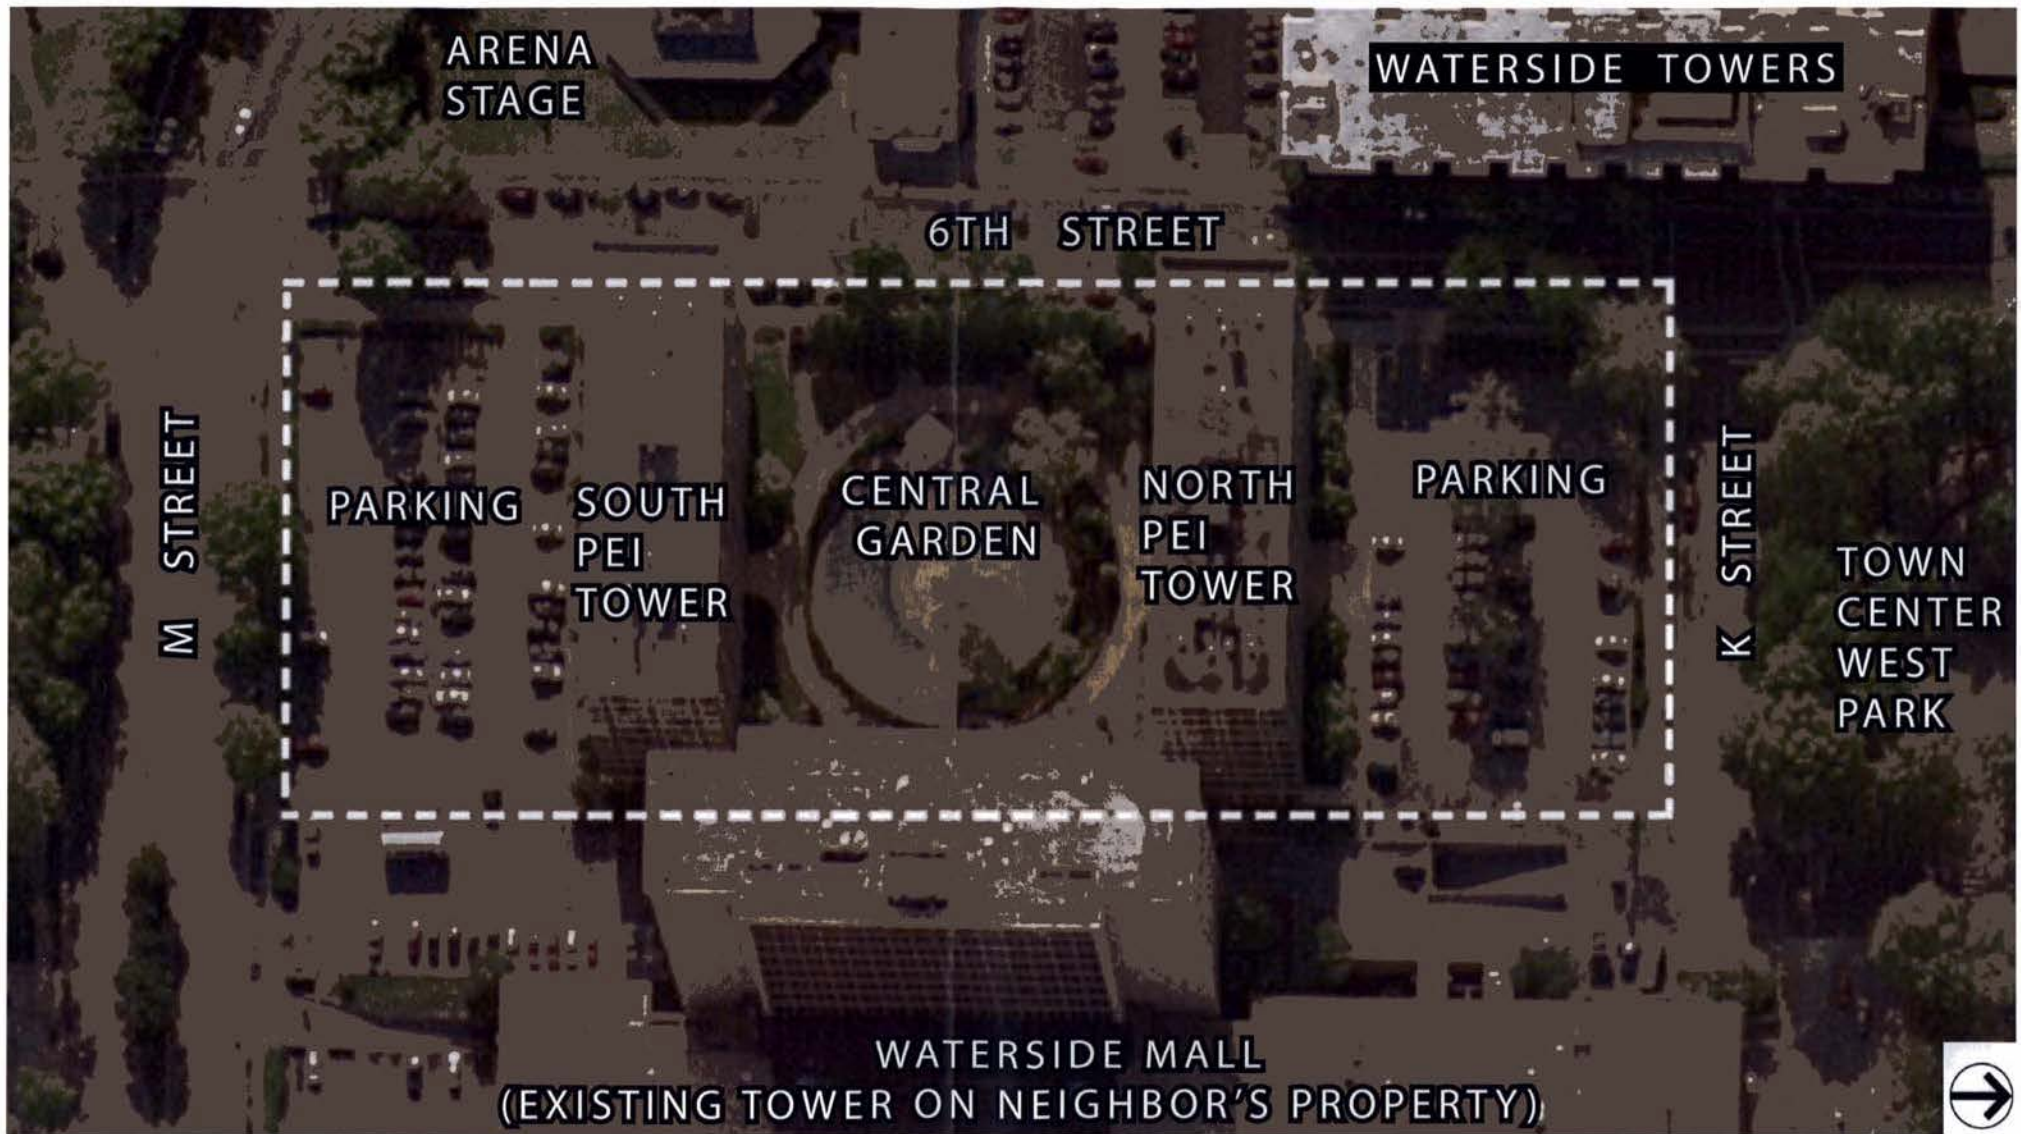 ARENA
STAGE
WATERSIDE TOWERS
6TH STREET
M STREET
PARKING
SOUTH
PEI
TOWER
CENTRAL
GARDEN
NORTH
PEI
TOWER
PARKING
K STREET
TOWN
CENTER
WEST
PARK
WATERSIDE MALL
(EXISTING TOWER ON NEIGHBOR'S PROPERTY)